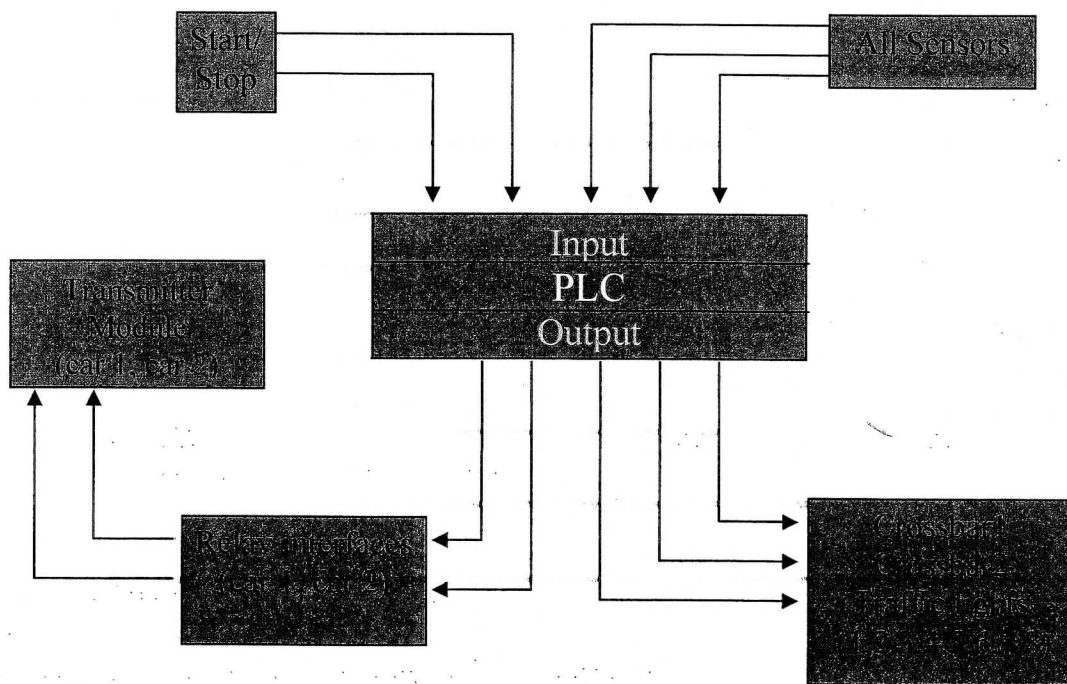 Start/
Stop
All Sensors
Input
PLC
Output
Transmitter
Module
(car 1, car 2)
Relay interfaces
(car 1, car 2)
Crossbar1
Crossbar2
Traffic lights